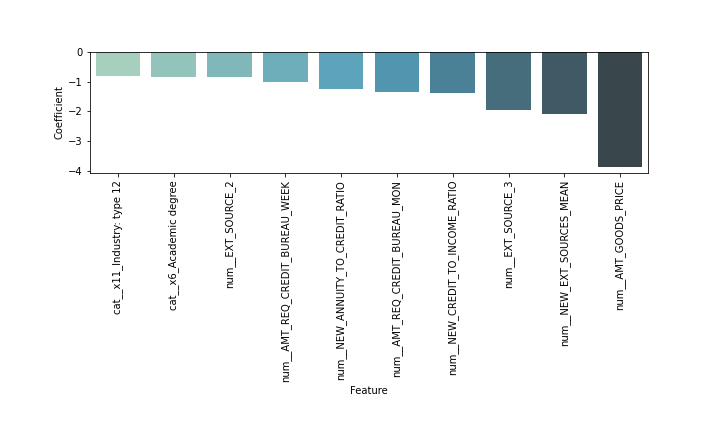 0
−1
−2
−3
−4
Coefficient
cat__x11_Industry: type 12
cat__x6_Academic degree
num__EXT_SOURCE_2
num__AMT_REQ_CREDIT_BUREAU_WEEK
num__NEW_ANNUITY_TO_CREDIT_RATIO
num__AMT_REQ_CREDIT_BUREAU_MON
num__NEW_CREDIT_TO_INCOME_RATIO
num__EXT_SOURCE_3
num__NEW_EXT_SOURCES_MEAN
num__AMT_GOODS_PRICE
Feature